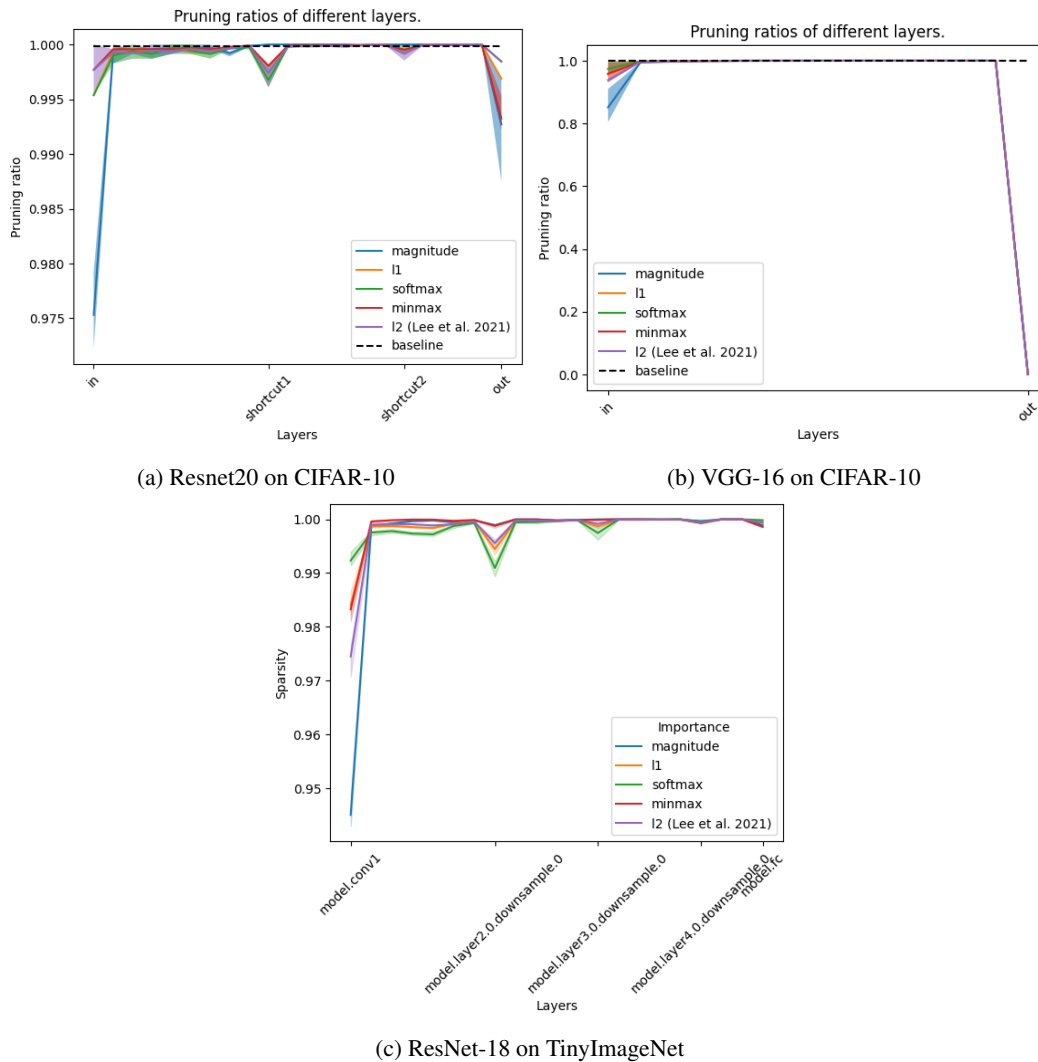 Pruning ratios of different layers.
1.000
0.995
0.990
0.985
0.980
0.975
Pruning ratio
magnitude
l1
softmax
minmax
l2 (Lee et al. 2021)
baseline
in
shortcut1
shortcut2
out
Layers
(a) Resnet20 on CIFAR-10
Pruning ratios of different layers.
1.0
0.8
0.6
0.4
0.2
0.0
Pruning ratio
magnitude
l1
softmax
minmax
l2 (Lee et al. 2021)
baseline
in
out
Layers
(b) VGG-16 on CIFAR-10
1.00
0.99
0.98
0.97
0.96
0.95
Sparsity
Importance
magnitude
l1
softmax
minmax
l2 (Lee et al. 2021)
model.conv1
model.layer2.0.downsample.0
model.layer3.0.downsample.0
model.layer4.0.downsample.0
model.fc
Layers
(c) ResNet-18 on TinyImageNet